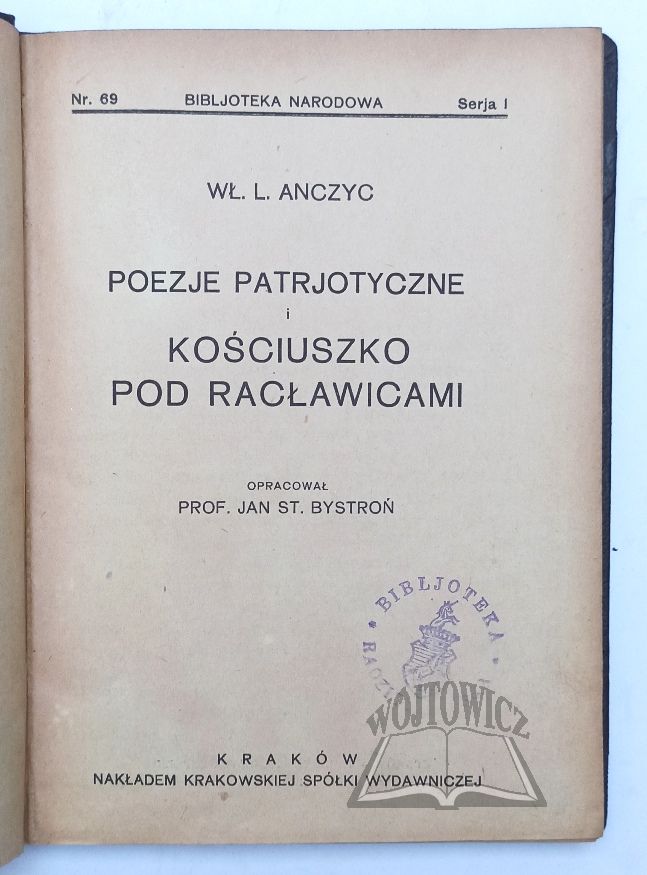 Nr. 69 BIBLJOTEKA NARODOWA Serja I
WŁ. L. ANCZYC
POEZJE PATRJOTYCZNE
i
KOŚCIUSZKO
POD RACŁAWICAMI
OPRACOWAŁ
PROF. JAN ST. BYSTROŃ
* BIBLJOTEKA *
WÓJTOWICZ
KRAKÓW
NAKŁADEM KRAKOWSKIEJ SPÓŁKI WYDAWNICZEJ